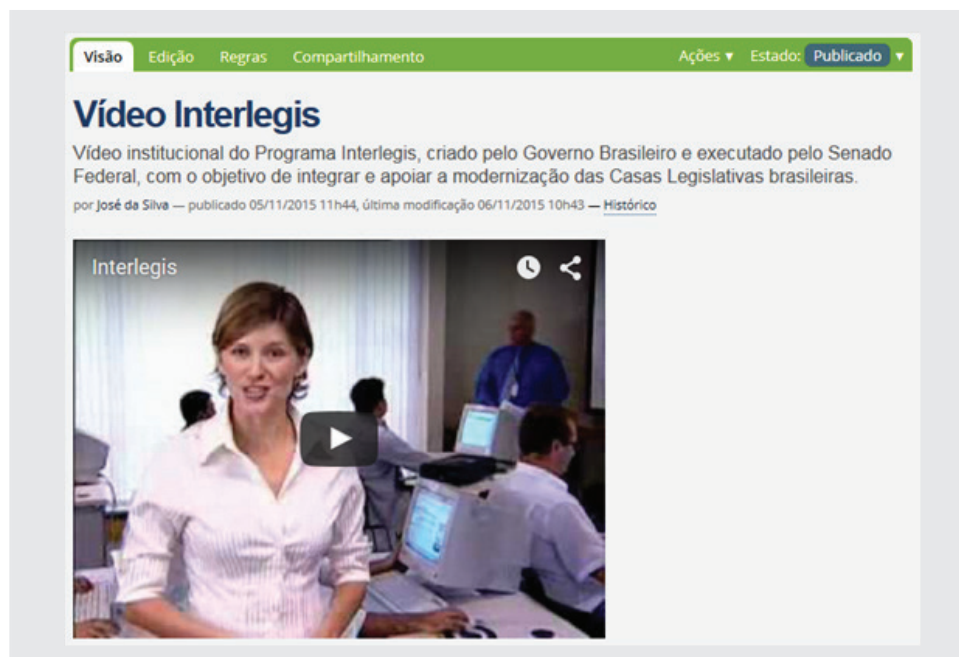 Visão Edição Regras Compartilhamento Ações ▾ Estado: Publicado ▾
Vídeo Interlegis
Vídeo institucional do Programa Interlegis, criado pelo Governo Brasileiro e executado pelo Senado
Federal, com o objetivo de integrar e apoiar a modernização das Casas Legislativas brasileiras.
por José da Silva — publicado 05/11/2015 11h44, última modificação 06/11/2015 10h43 — Histórico
Interlegis